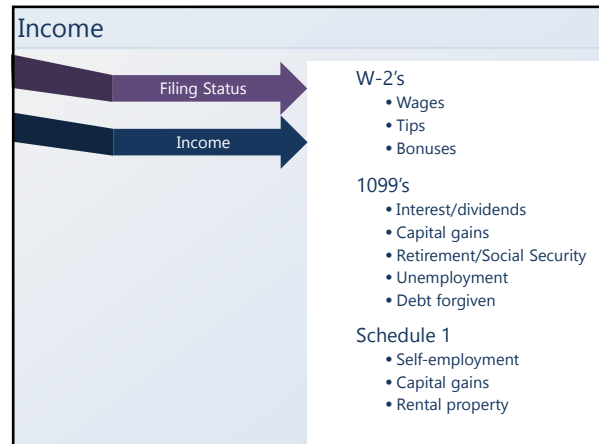 Income
Filing Status
Income
W-2's
• Wages
• Tips
• Bonuses
1099's
• Interest/dividends
• Capital gains
• Retirement/Social Security
• Unemployment
• Debt forgiven
Schedule 1
• Self-employment
• Capital gains
• Rental property